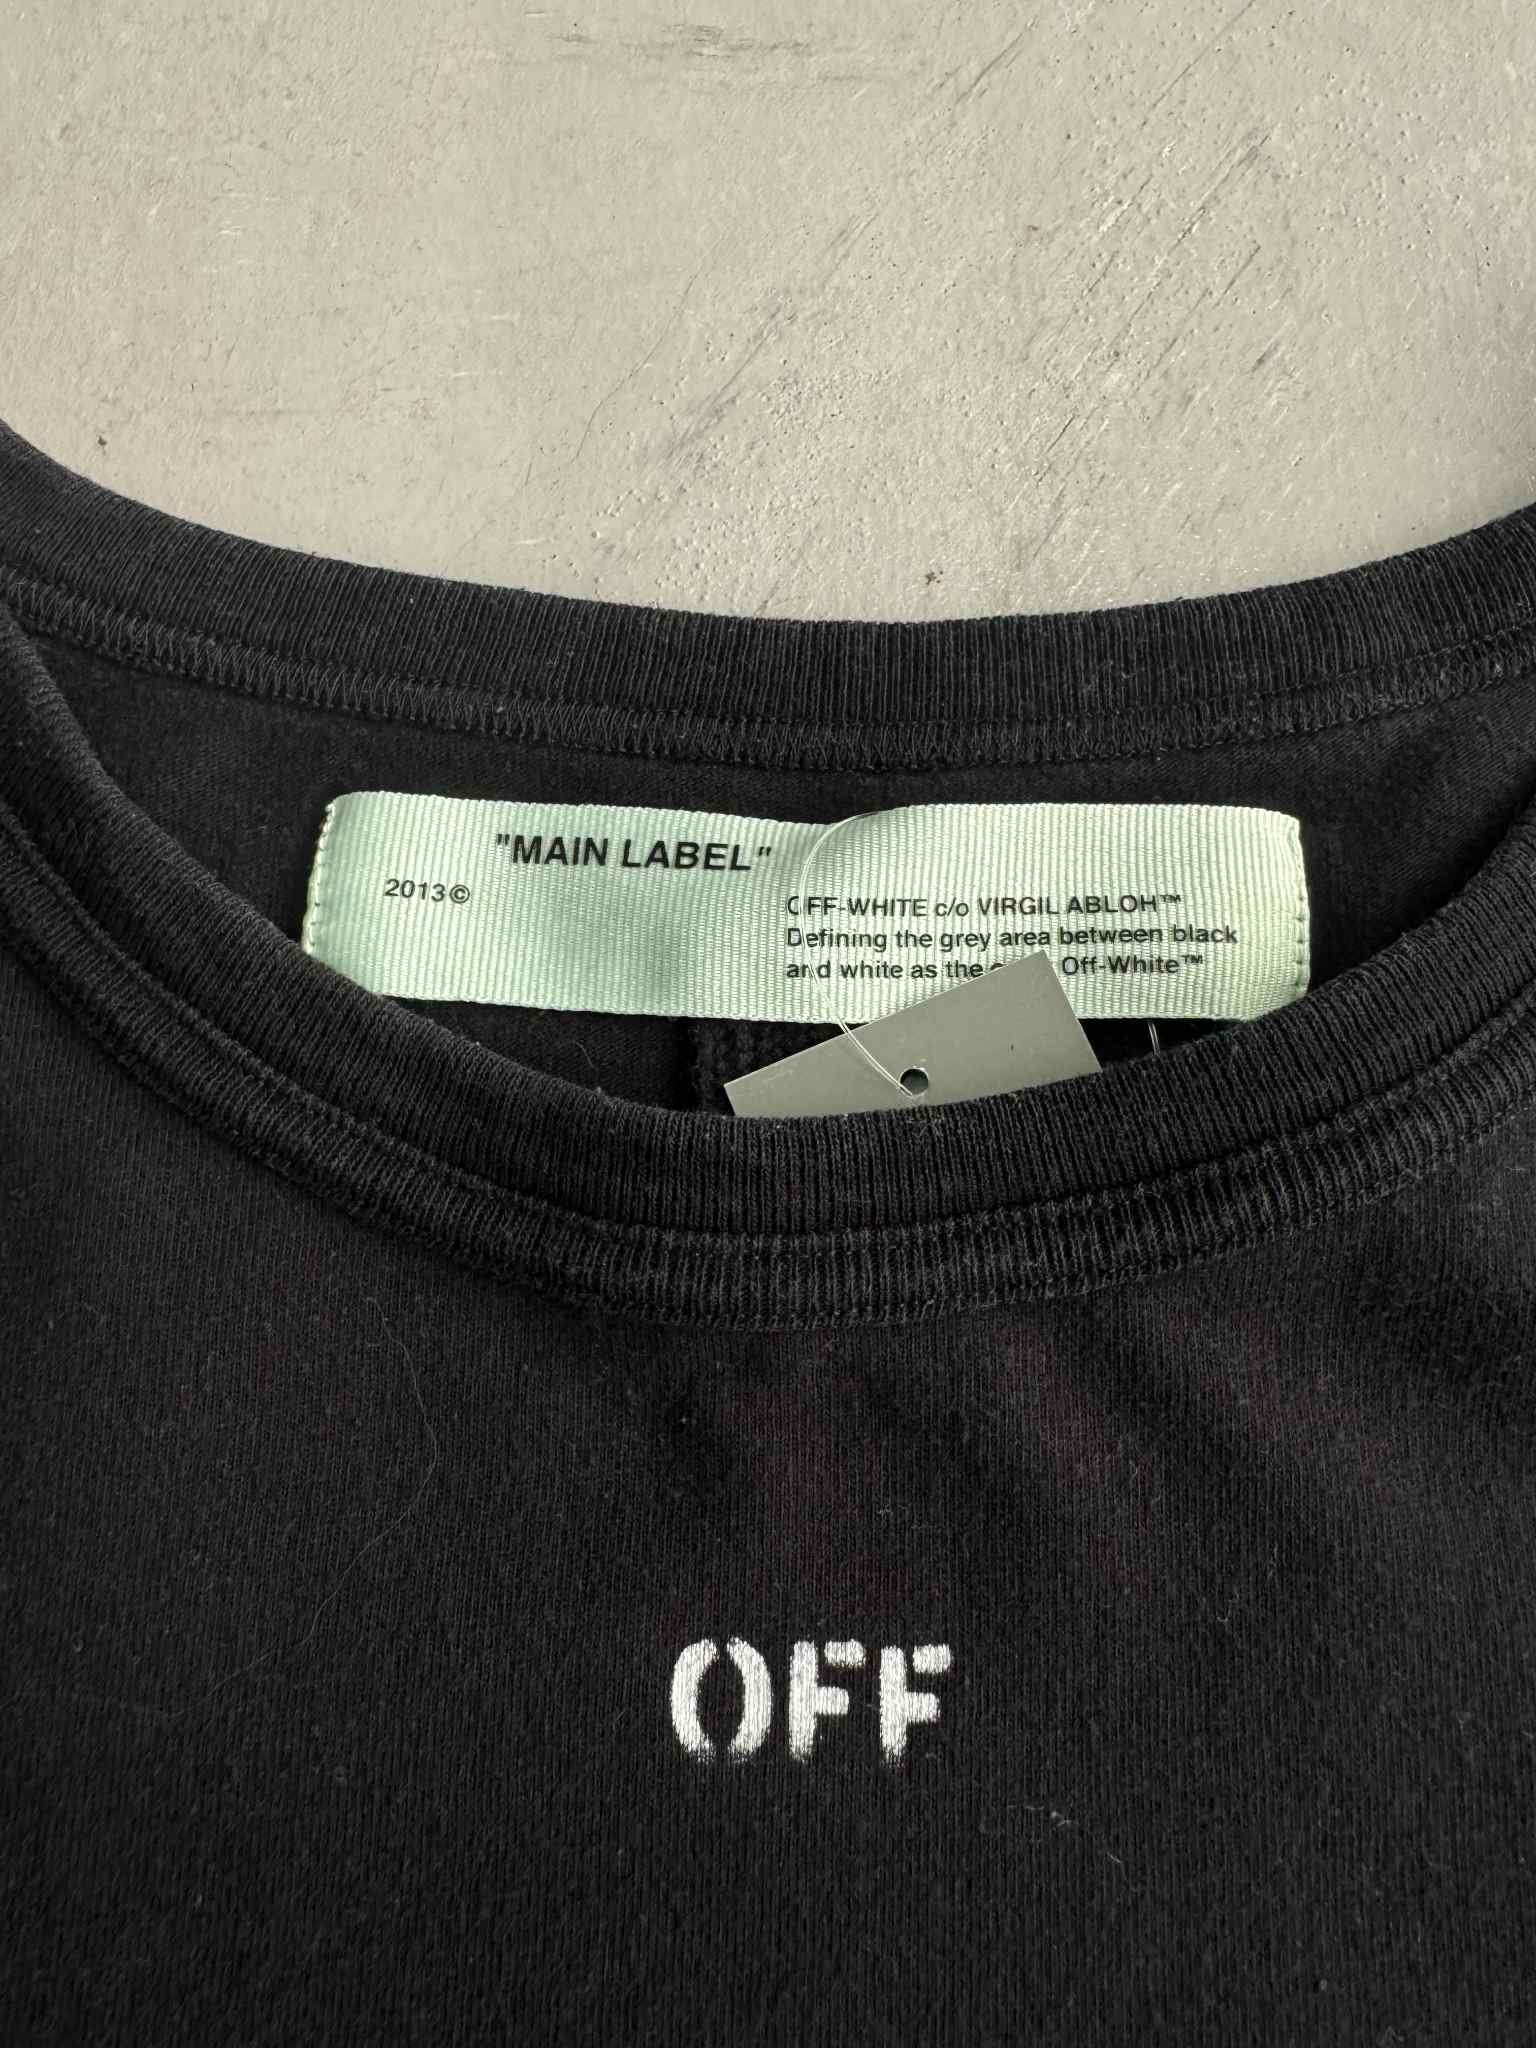 "MAIN LABEL"
2013©
OFF-WHITE c/o VIRGIL ABLOH™
Defining the grey area between black
and white as the Off-White™
OFF